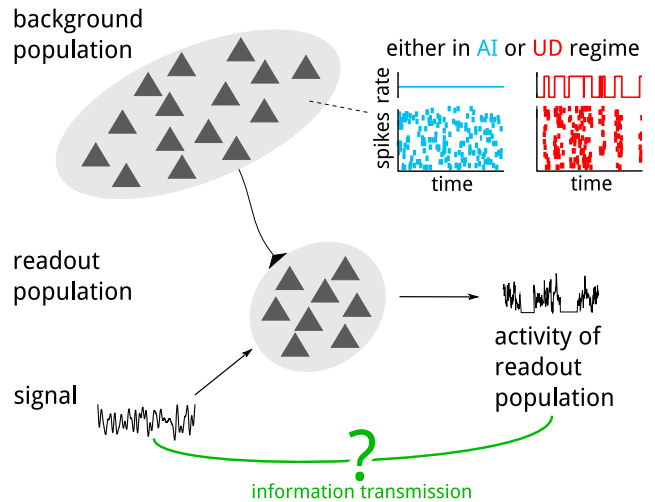 background
population
either in AI or UD regime
rate
spikes
time
time
readout
population
activity of
readout
population
signal
?
information transmission